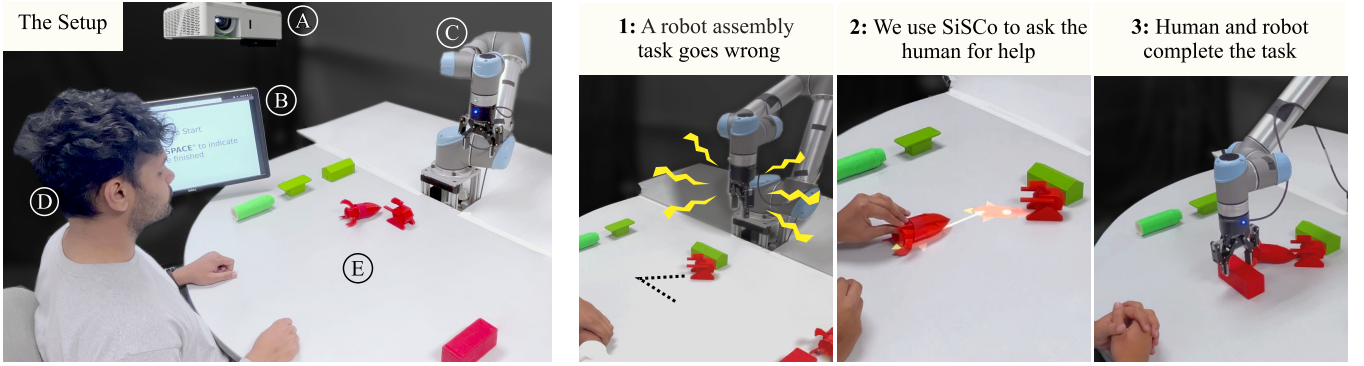 The Setup
A
B
C
D
E
Start
SPACE" to indicate
finished
1: A robot assembly
task goes wrong
2: We use SiSCo to ask the
human for help
3: Human and robot
complete the task